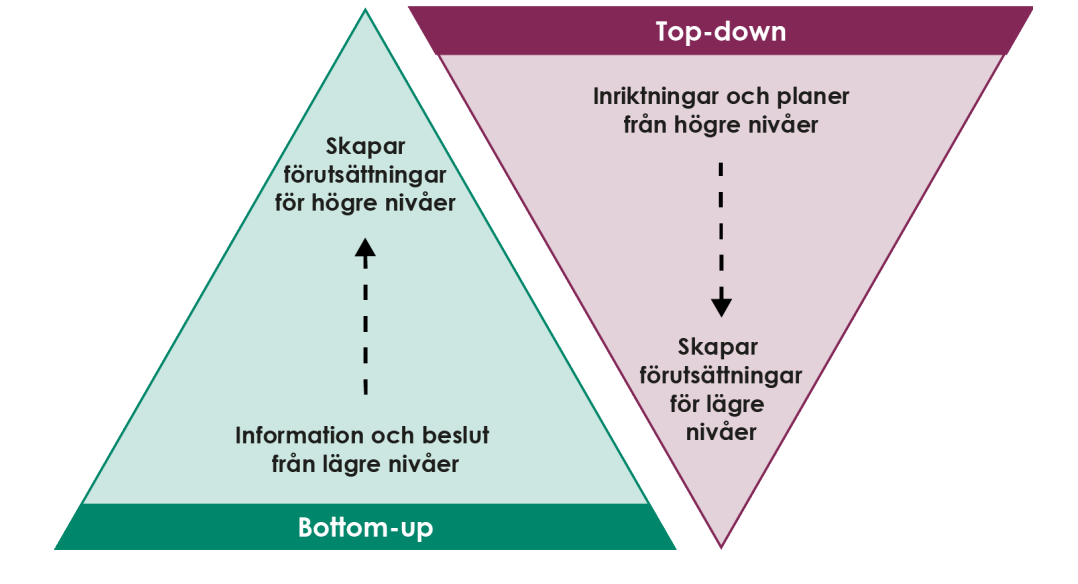 Skapar
förutsättningar
för högre nivåer
Information och beslut
från lägre nivåer
Bottom-up
Top-down
Inriktningar och planer
från högre nivåer
Skapar
förutsättningar
för lägre
nivåer